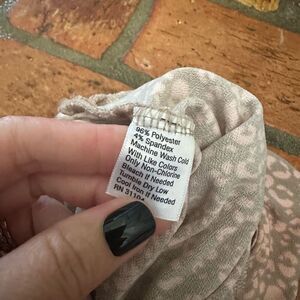 96% Polyester
4% Spandex
Machine Wash Cold
With Like Colors
Only Non-Chlorine
Bleach If Needed
Tumble Dry Low
Cool Iron If Needed
RN 31104